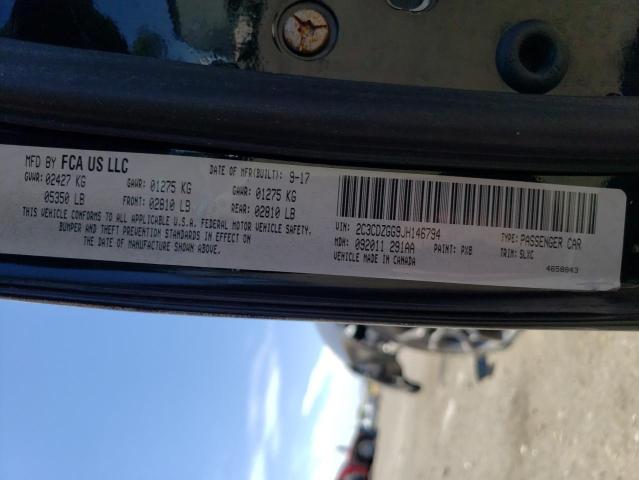 MFD BY FCA US LLC
DATE OF MFR(BUILT): 9-17
GVWR: 02427 KG GAWR: 01275 KG GAWR: 01275 KG
05350 LB FRONT: 02810 LB REAR: 02810 LB
THIS VEHICLE CONFORMS TO ALL APPLICABLE U.S.A. FEDERAL MOTOR VEHICLE SAFETY,
BUMPER AND THEFT PREVENTION STANDARDS IN EFFECT ON
THE DATE OF MANUFACTURE SHOWN ABOVE.
VIN: 2C3CDZGG9JH146794 TYPE: PASSENGER CAR
MDH: 092011 291AA PAINT: PX8 TRIM: SLXC
VEHICLE MADE IN CANADA
4658843